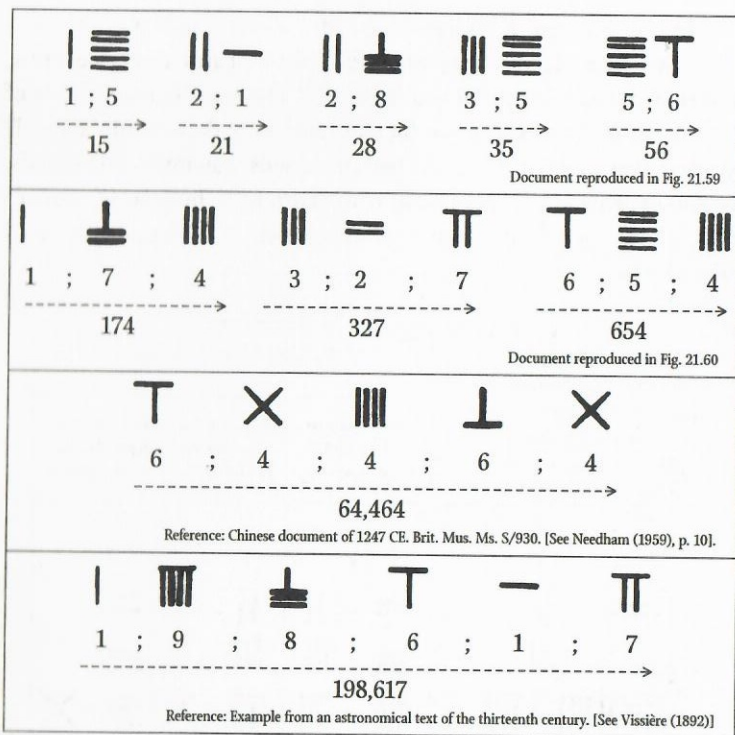 1 ; 5 2 ; 1 2 ; 8 3 ; 5 5 ; 6
15 21 28 35 56
Document reproduced in Fig. 21.59
1 ; 7 ; 4 3 ; 2 ; 7 6 ; 5 ; 4
174 327 654
Document reproduced in Fig. 21.60
6 ; 4 ; 4 ; 6 ; 4
64,464
Reference: Chinese document of 1247 CE. Brit. Mus. Ms. S/930. [See Needham (1959), p. 10].
1 ; 9 ; 8 ; 6 ; 1 ; 7
198,617
Reference: Example from an astronomical text of the thirteenth century. [See Vissière (1892)]